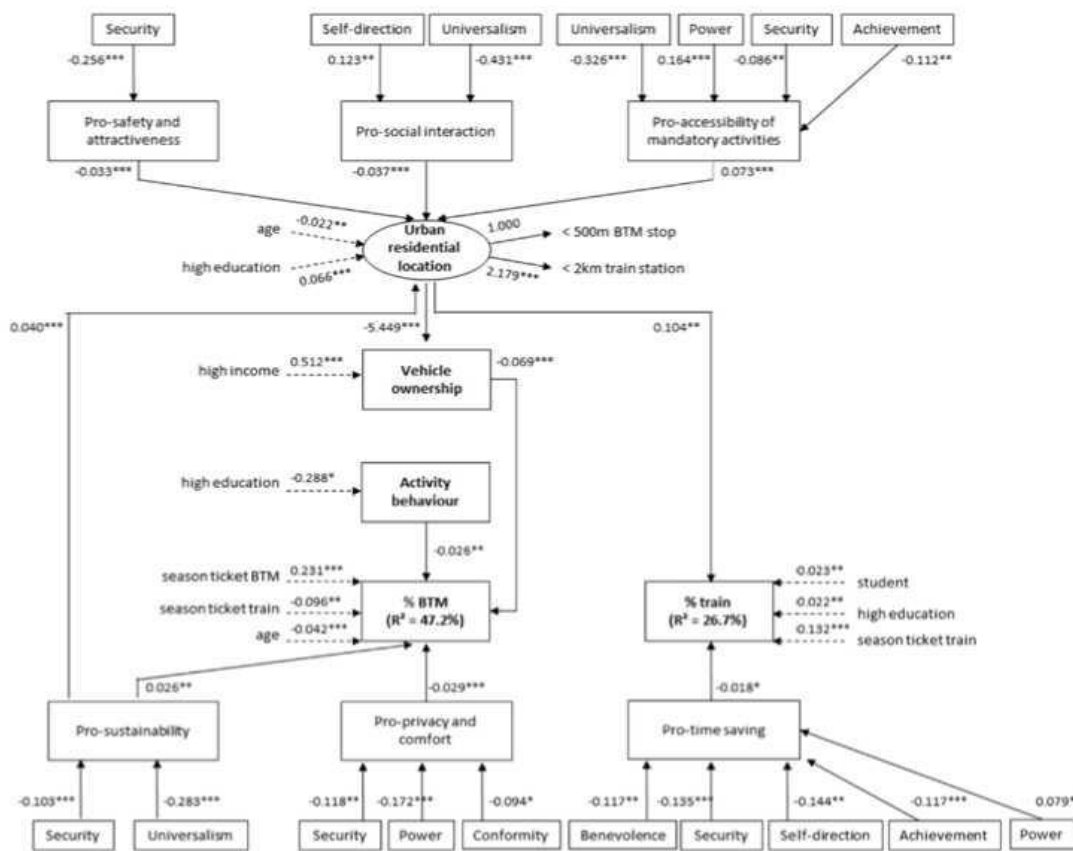 Security
Self-direction
Universalism
Universalism
Power
Security
Achievement
-0.256***
0.123**
-0.431***
-0.326***
0.164***
-0.086**
-0.112**
Pro-safety and
attractiveness
Pro-social interaction
Pro-accessibility of
mandatory activities
-0.033***
-0.037***
0.073***
age
-0.022**
high education
0.066***
Urban
residential
location
1.000
< 500m BTM stop
2.179***
< 2km train station
0.040***
-5.449***
0.104**
high income
0.512***
Vehicle
ownership
-0.069***
high education
-0.288*
Activity
behaviour
-0.026**
season ticket BTM
0.231***
season ticket train
-0.096**
age
-0.042***
% BTM
(R² = 47.2%)
% train
(R² = 26.7%)
0.023**
student
0.022**
high education
0.132***
season ticket train
0.026**
-0.029***
-0.018*
Pro-sustainability
Pro-privacy and
comfort
Pro-time saving
-0.103***
-0.283***
-0.118**
-0.172***
-0.094*
-0.117**
-0.135***
-0.144**
-0.117***
0.079*
Security
Universalism
Security
Power
Conformity
Benevolence
Security
Self-direction
Achievement
Power